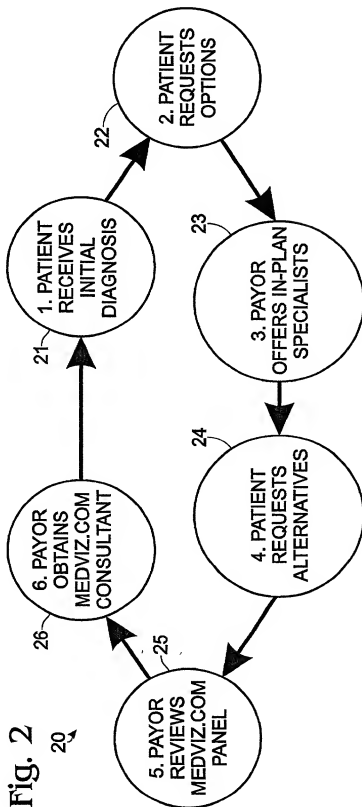 Fig. 2
20
1. PATIENT
RECEIVES
INITIAL
DIAGNOSIS
21
2. PATIENT
REQUESTS
OPTIONS
22
3. PAYOR
OFFERS IN-PLAN
SPECIALISTS
23
4. PATIENT
REQUESTS
ALTERNATIVES
24
5. PAYOR
REVIEWS
MEDVIZ.COM
PANEL
25
6. PAYOR
OBTAINS
MEDVIZ.COM
CONSULTANT
26